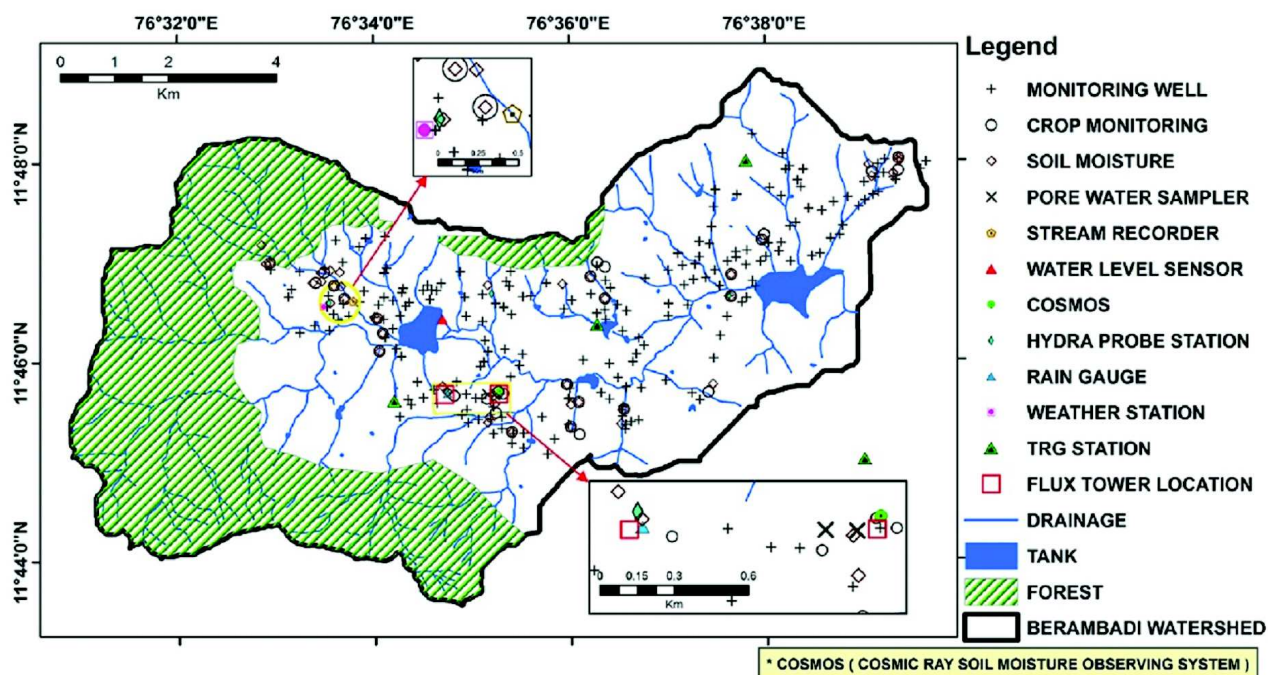 76°32'0"E 76°34'0"E 76°36'0"E 76°38'0"E
0 1 2 4
Km
11°48'0"N
11°46'0"N
11°44'0"N
0 0.25 0.5
0 0.15 0.3 0.6
Km
Legend
MONITORING WELL
CROP MONITORING
SOIL MOISTURE
PORE WATER SAMPLER
STREAM RECORDER
WATER LEVEL SENSOR
COSMOS
HYDRA PROBE STATION
RAIN GAUGE
WEATHER STATION
TRG STATION
FLUX TOWER LOCATION
DRAINAGE
TANK
FOREST
BERAMBADI WATERSHED
* COSMOS ( COSMIC RAY SOIL MOISTURE OBSERVING SYSTEM )